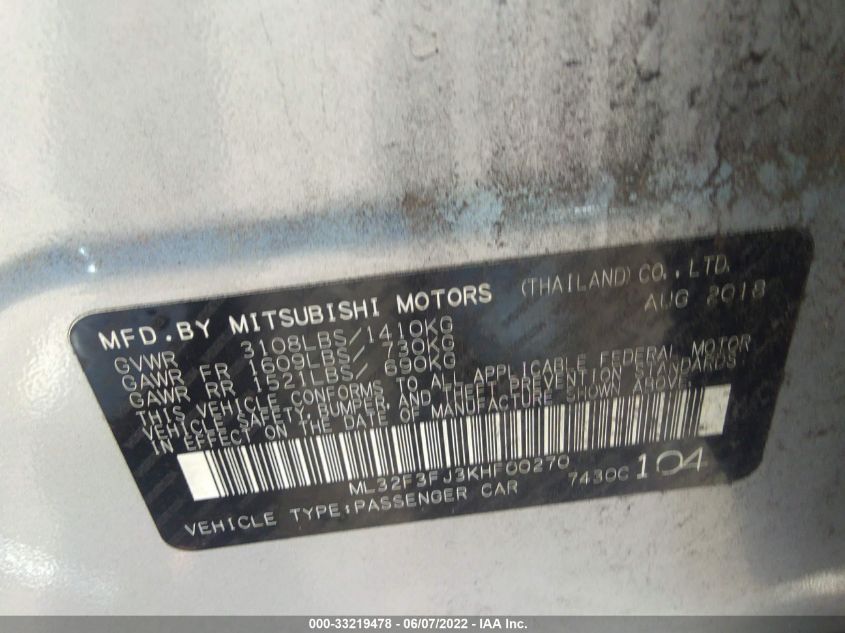 MFD.BY MITSUBISHI MOTORS (THAILAND) CO., LTD.
AUG 2018
GVWR 3108LBS/1410KG
GAWR FR 1609LBS/ 730KG
GAWR RR 1521LBS/ 690KG
THIS VEHICLE CONFORMS TO ALL APPLICABLE FEDERAL MOTOR
VEHICLE SAFETY, BUMPER AND THEFT PREVENTION STANDARDS
IN EFFECT ON THE DATE OF MANUFACTURE SHOWN ABOVE.
ML32F3FJ3KHF00270
7430C 104
VEHICLE TYPE:PASSENGER CAR
000-33219478 - 06/07/2022 - IAA Inc.